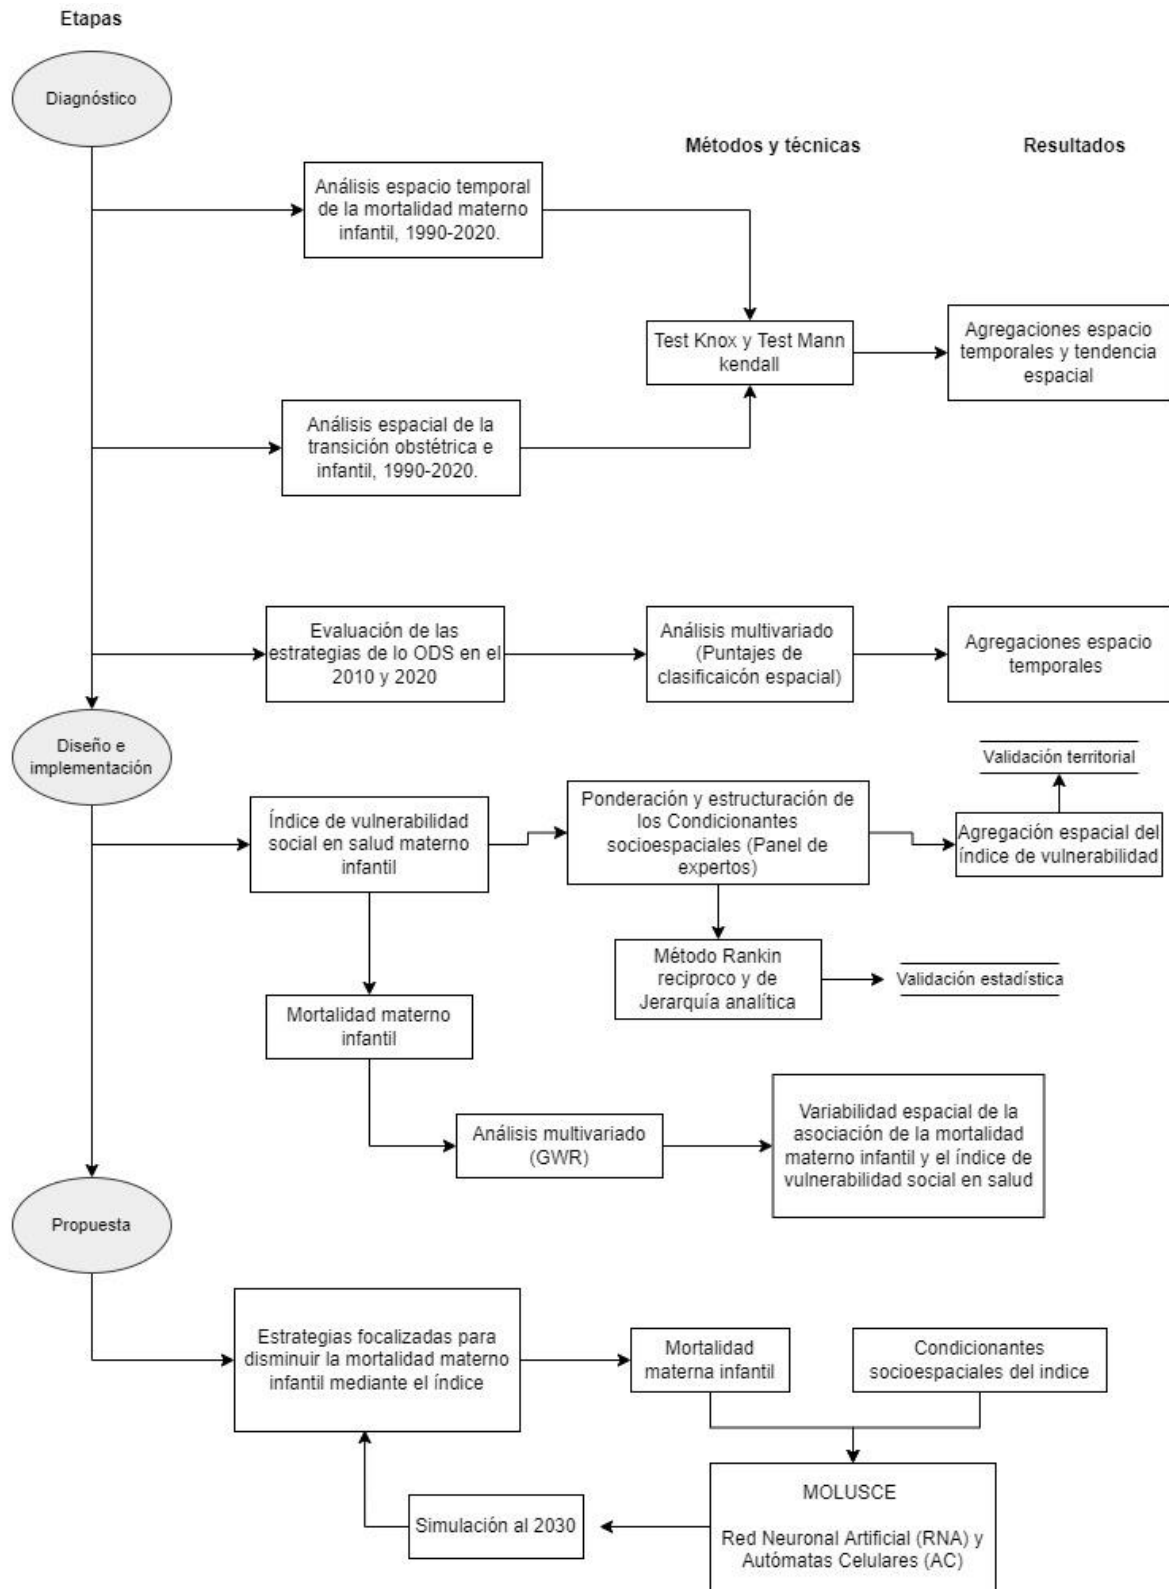 Etapas
Diagnóstico
Métodos y técnicas
Resultados
Análisis espacio temporal
de la mortalidad materno
infantil, 1990-2020.
Test Knox y Test Mann
kendall
Agregaciones espacio
temporales y tendencia
espacial
Análisis espacial de la
transición obstétrica e
infantil, 1990-2020.
Evaluación de las
estrategias de lo ODS en el
2010 y 2020
Análisis multivariado
(Puntajes de
clasificaicón espacial)
Agregaciones espacio
temporales
Diseño e
implementación
Índice de vulnerabilidad
social en salud materno
infantil
Ponderación y estructuración de
los Condicionantes
socioespaciales (Panel de
expertos)
Validación territorial
Agregación espacial del
índice de vulnerabilidad
Método Rankin
reciproco y de
Jerarquía analítica
Validación estadística
Mortalidad materno
infantil
Análisis multivariado
(GWR)
Variabilidad espacial de la
asociación de la mortalidad
materno infantil y el índice de
vulnerabilidad social en salud
Propuesta
Estrategias focalizadas para
disminuir la mortalidad materno
infantil mediante el índice
Mortalidad
materna infantil
Condicionantes
socioespaciales del indice
MOLUSCE
Red Neuronal Artificial (RNA) y
Autómatas Celulares (AC)
Simulación al 2030